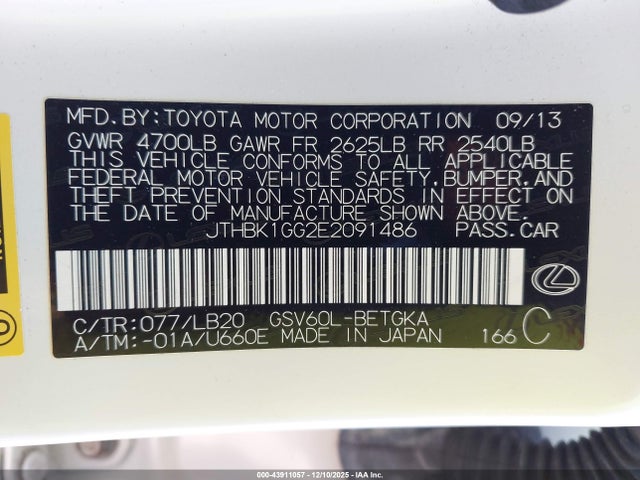 MFD. BY: TOYOTA MOTOR CORPORATION 09/13
GVWR 4700LB GAWR FR 2625LB RR 2540LB
THIS VEHICLE CONFORMS TO ALL APPLICABLE
FEDERAL MOTOR VEHICLE SAFETY, BUMPER, AND
THEFT PREVENTION STANDARDS IN EFFECT ON
THE DATE OF MANUFACTURE SHOWN ABOVE.
JTHBK1GG2E2091486 PASS.CAR
C/TR:077/LB20 GSV60L-BETGKA
A/TM:-01A/U660E MADE IN JAPAN 166 C
000-43911057 - 12/10/2025 - IAA Inc.